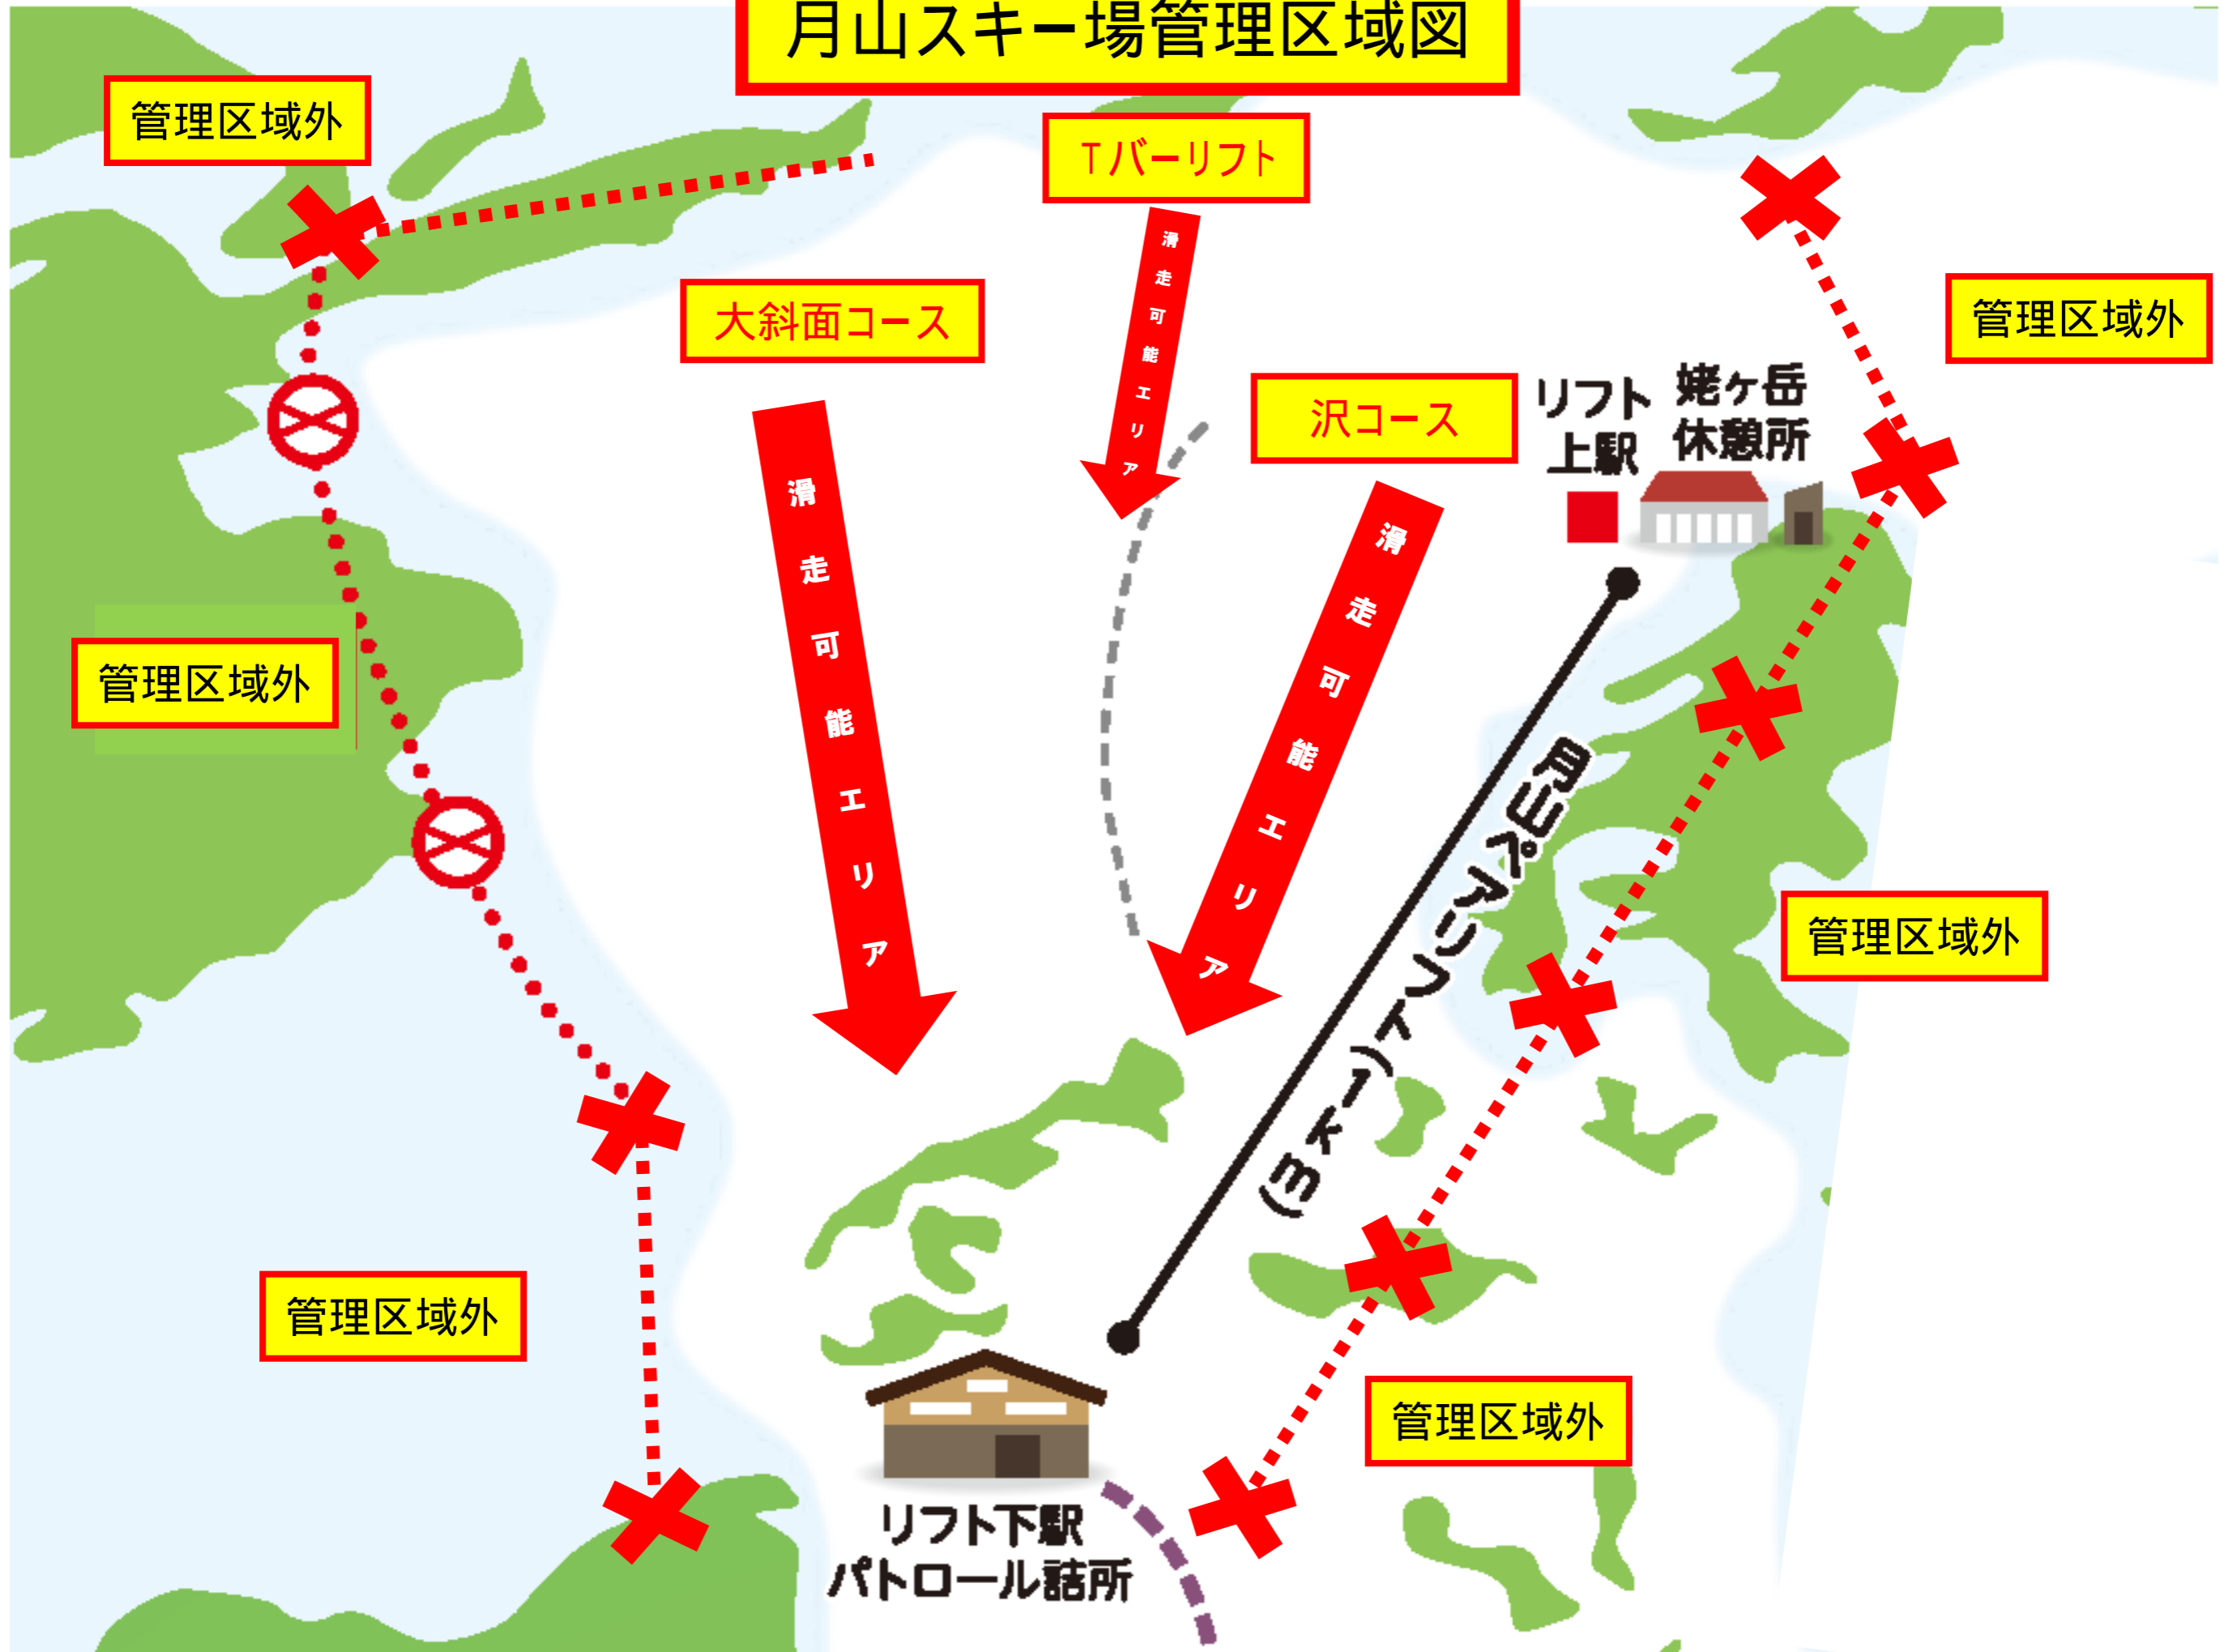 月山スキー場管理区域図
管理区域外
Tバーリフト
滑走可能エリア
管理区域外
大斜面コース
滑走可能エリア
沢コース
滑走可能エリア
リフト
上駅
姥ヶ岳
休憩所
管理区域外
月山ペアリフト(1km)
管理区域外
管理区域外
管理区域外
リフト下駅
パトロール詰所